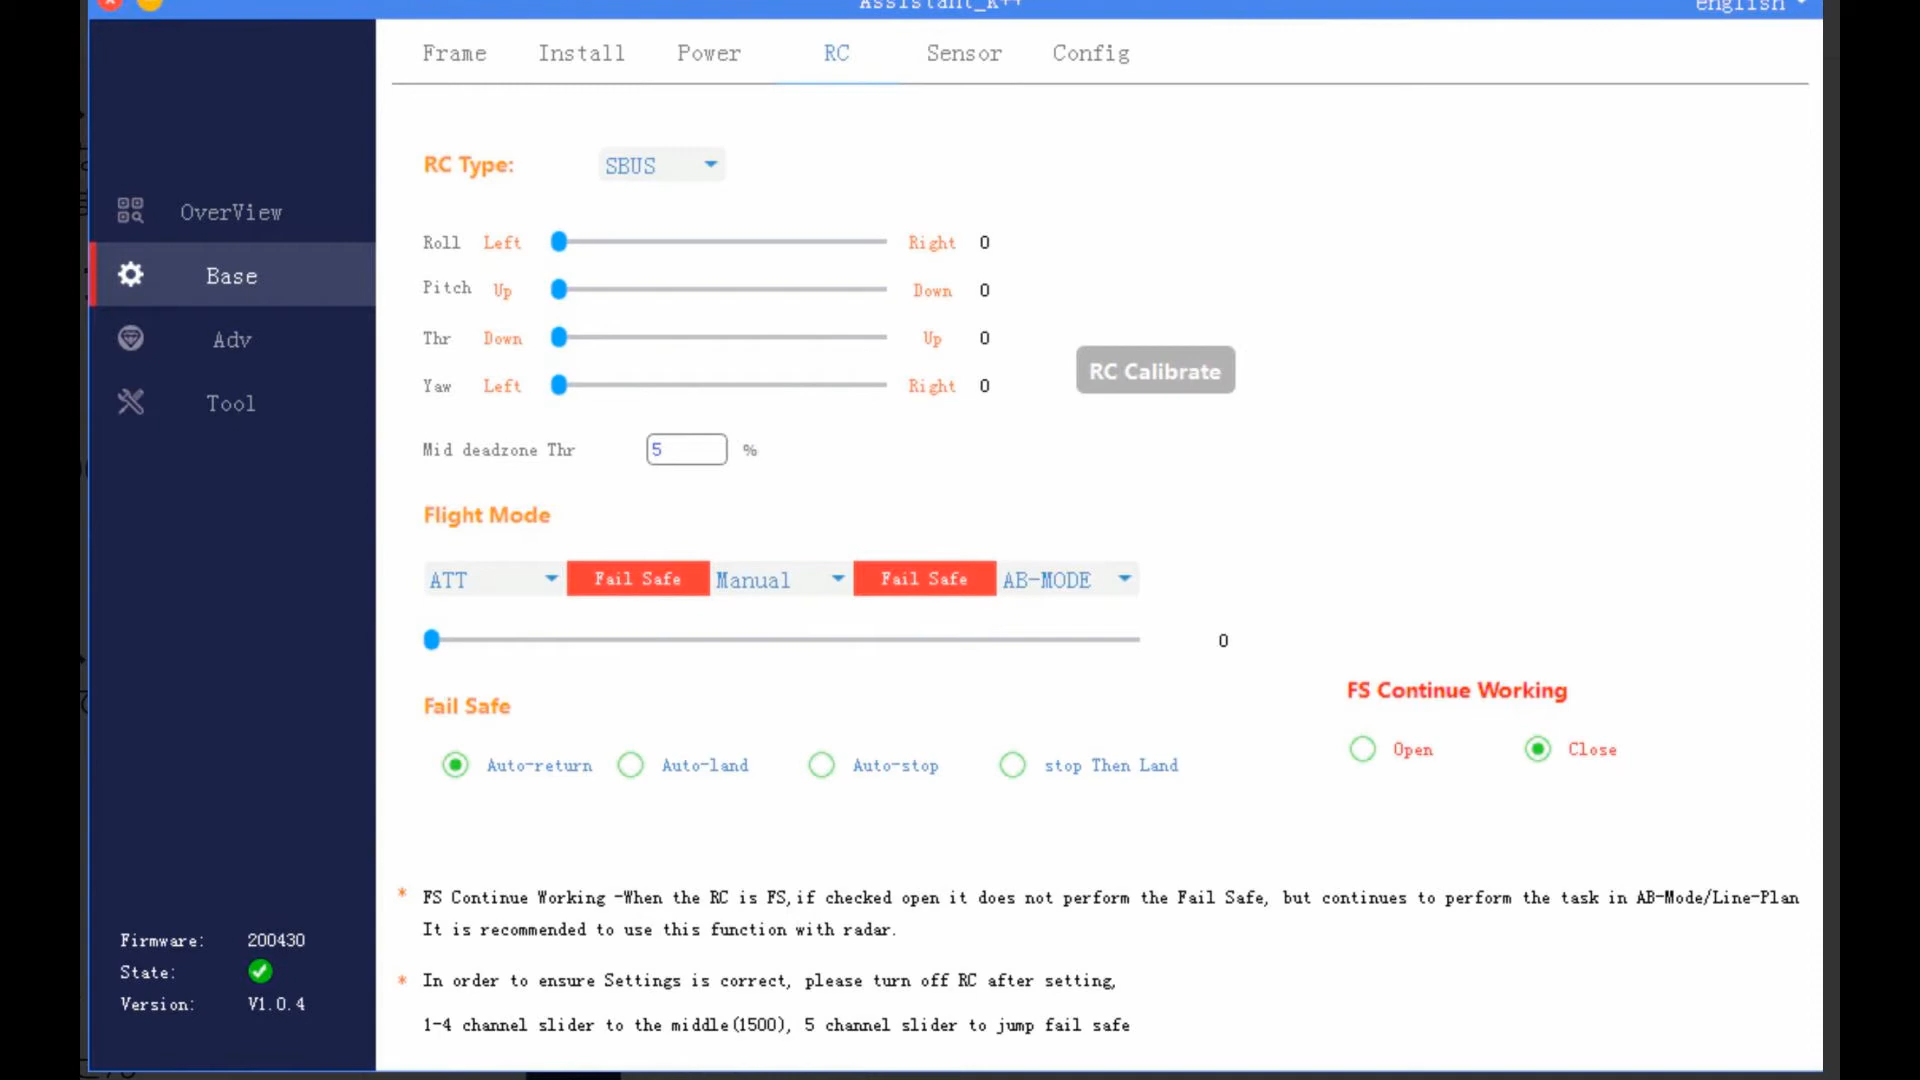 Assistant_K++
english
Frame Install Power RC Sensor Config
RC Type: SBUS
OverView
Base
Adv
Tool
Roll Left Right 0
Pitch Up Down 0
Thr Down Up 0
Yaw Left Right 0
RC Calibrate
Mid deadzone Thr 5 %
Flight Mode
ATT Fail Safe Manual Fail Safe AB-MODE
0
Fail Safe
Auto-return Auto-land Auto-stop stop Then Land
FS Continue Working
Open Close
* FS Continue Working -When the RC is FS,if checked open it does not perform the Fail Safe, but continues to perform the task in AB-Mode/Line-Plan
It is recommended to use this function with radar.
* In order to ensure Settings is correct, please turn off RC after setting,
1-4 channel slider to the middle(1500), 5 channel slider to jump fail safe
Firmware: 200430
State:
Version: V1.0.4